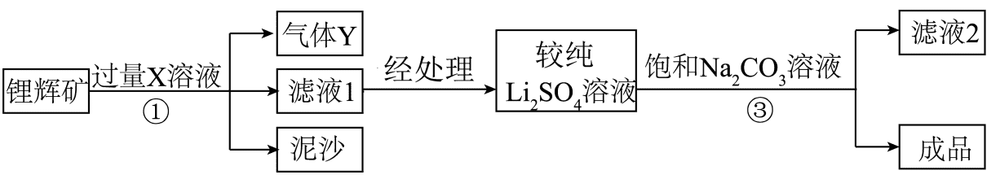 锂辉矿
过量X溶液
①
气体Y
滤液1
泥沙
经处理
较纯
Li₂SO₄溶液
饱和Na₂CO₃溶液
③
滤液2
成品